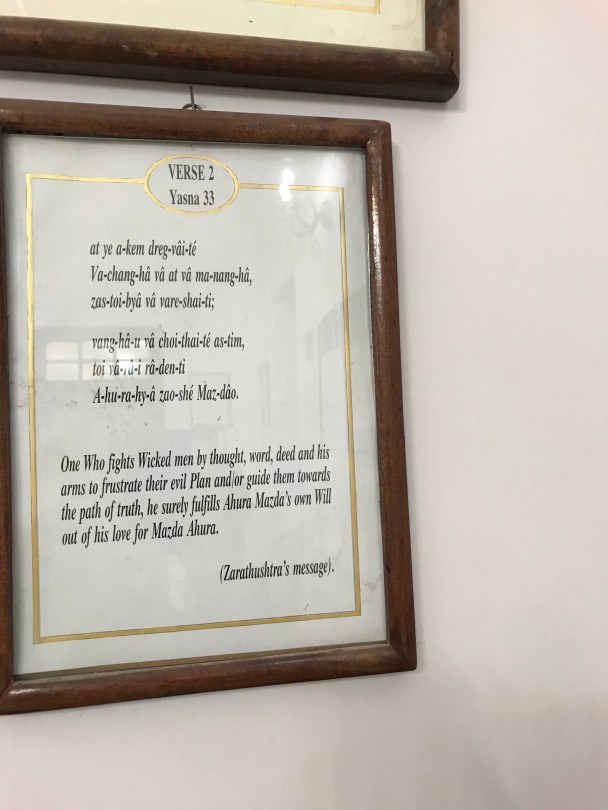 VERSE 2
Yasna 33
at ye a-kem dreg-vâi-té
Va-chang-hâ vâ at vâ ma-nang-hâ,
zas-toi-byâ vâ vare-shai-ti;
vang-hâ-u vâ choi-thai-té as-tim,
toi vâ-râ-i râ-den-ti
A-hu-ra-hy-â zao-shé Maz-dâo.
One Who fights Wicked men by thought, word, deed and his
arms to frustrate their evil Plan and/or guide them towards
the path of truth, he surely fulfills Ahura Mazda's own Will
out of his love for Mazda Ahura.
(Zarathushtra's message).